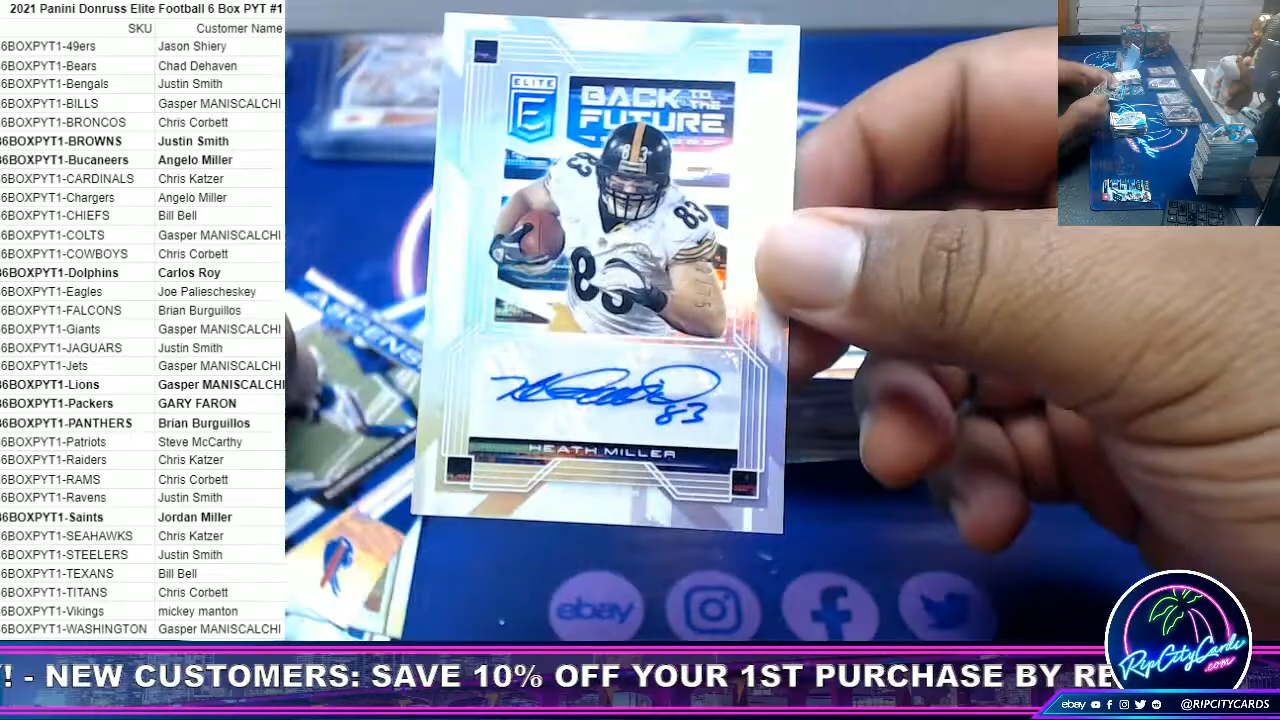 2021 Panini Donruss Elite Football 6 Box PYT #1
SKU Customer Name
6BOXPYT1-49ers Jason Shiery
6BOXPYT1-Bears Chad Dehaven
6BOXPYT1-Bengals Justin Smith
6BOXPYT1-BILLS Gasper MANISCALCHI
6BOXPYT1-BRONCOS Chris Corbett
6BOXPYT1-BROWNS Justin Smith
6BOXPYT1-Bucaneers Angelo Miller
6BOXPYT1-CARDINALS Chris Katzer
6BOXPYT1-Chargers Angelo Miller
6BOXPYT1-CHIEFS Bill Bell
6BOXPYT1-COLTS Gasper MANISCALCHI
6BOXPYT1-COWBOYS Chris Corbett
6BOXPYT1-Dolphins Carlos Roy
6BOXPYT1-Eagles Joe Paliescheskey
6BOXPYT1-FALCONS Brian Burguillos
6BOXPYT1-Giants Gasper MANISCALCHI
6BOXPYT1-JAGUARS Justin Smith
6BOXPYT1-Jets Gasper MANISCALCHI
6BOXPYT1-Lions Gasper MANISCALCHI
6BOXPYT1-Packers GARY FARON
6BOXPYT1-PANTHERS Brian Burguillos
6BOXPYT1-Patriots Steve McCarthy
6BOXPYT1-Raiders Chris Katzer
6BOXPYT1-RAMS Chris Corbett
6BOXPYT1-Ravens Justin Smith
6BOXPYT1-Saints Jordan Miller
6BOXPYT1-SEAHAWKS Chris Katzer
6BOXPYT1-STEELERS Justin Smith
6BOXPYT1-TEXANS Bill Bell
6BOXPYT1-TITANS Chris Corbett
6BOXPYT1-Vikings mickey manton
6BOXPYT1-WASHINGTON Gasper MANISCALCHI
ELITE
E
BACK TO THE
FUTURE
83
83
83
83
83
HEATH MILLER
ebay
! - NEW CUSTOMERS: SAVE 10% OFF YOUR 1ST PURCHASE BY RE
RipCityCards
.com
ebay @RIPCITYCARDS